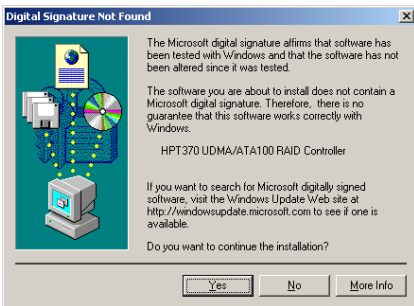 Digital Signature Not Found
The Microsoft digital signature affirms that software has
been tested with Windows and that the software has not
been altered since it was tested.
The software you are about to install does not contain a
Microsoft digital signature. Therefore, there is no
guarantee that this software works correctly with
Windows.
HPT370 UDMA/ATA100 RAID Controller
If you want to search for Microsoft digitally signed
software, visit the Windows Update Web site at
http://windowsupdate.microsoft.com to see if one is
available.
Do you want to continue the installation?
Yes No More Info